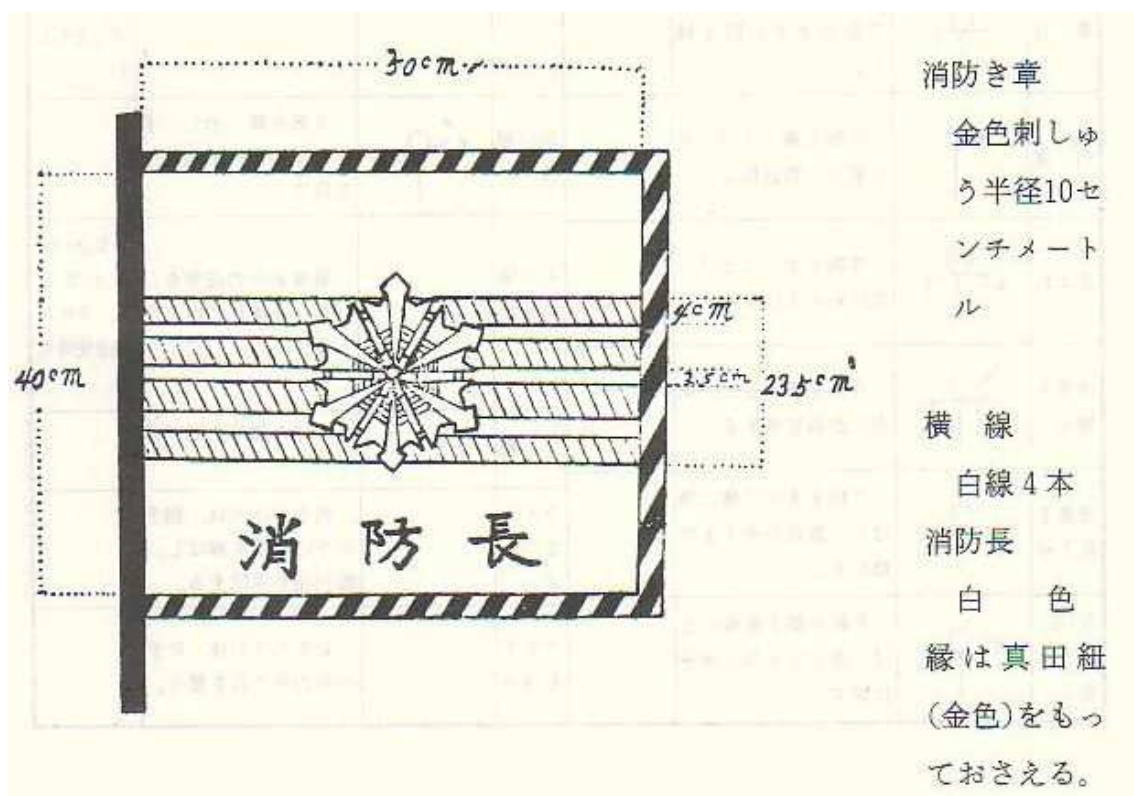 50cm
40cm
4cm
2.5cm
23.5cm
消防長
消防き章
金色刺しゅ
う半径10セ
ンチメート
ル
横線
白線4本
消防長
白色
縁は真田紐
(金色)をもっ
ておさえる。